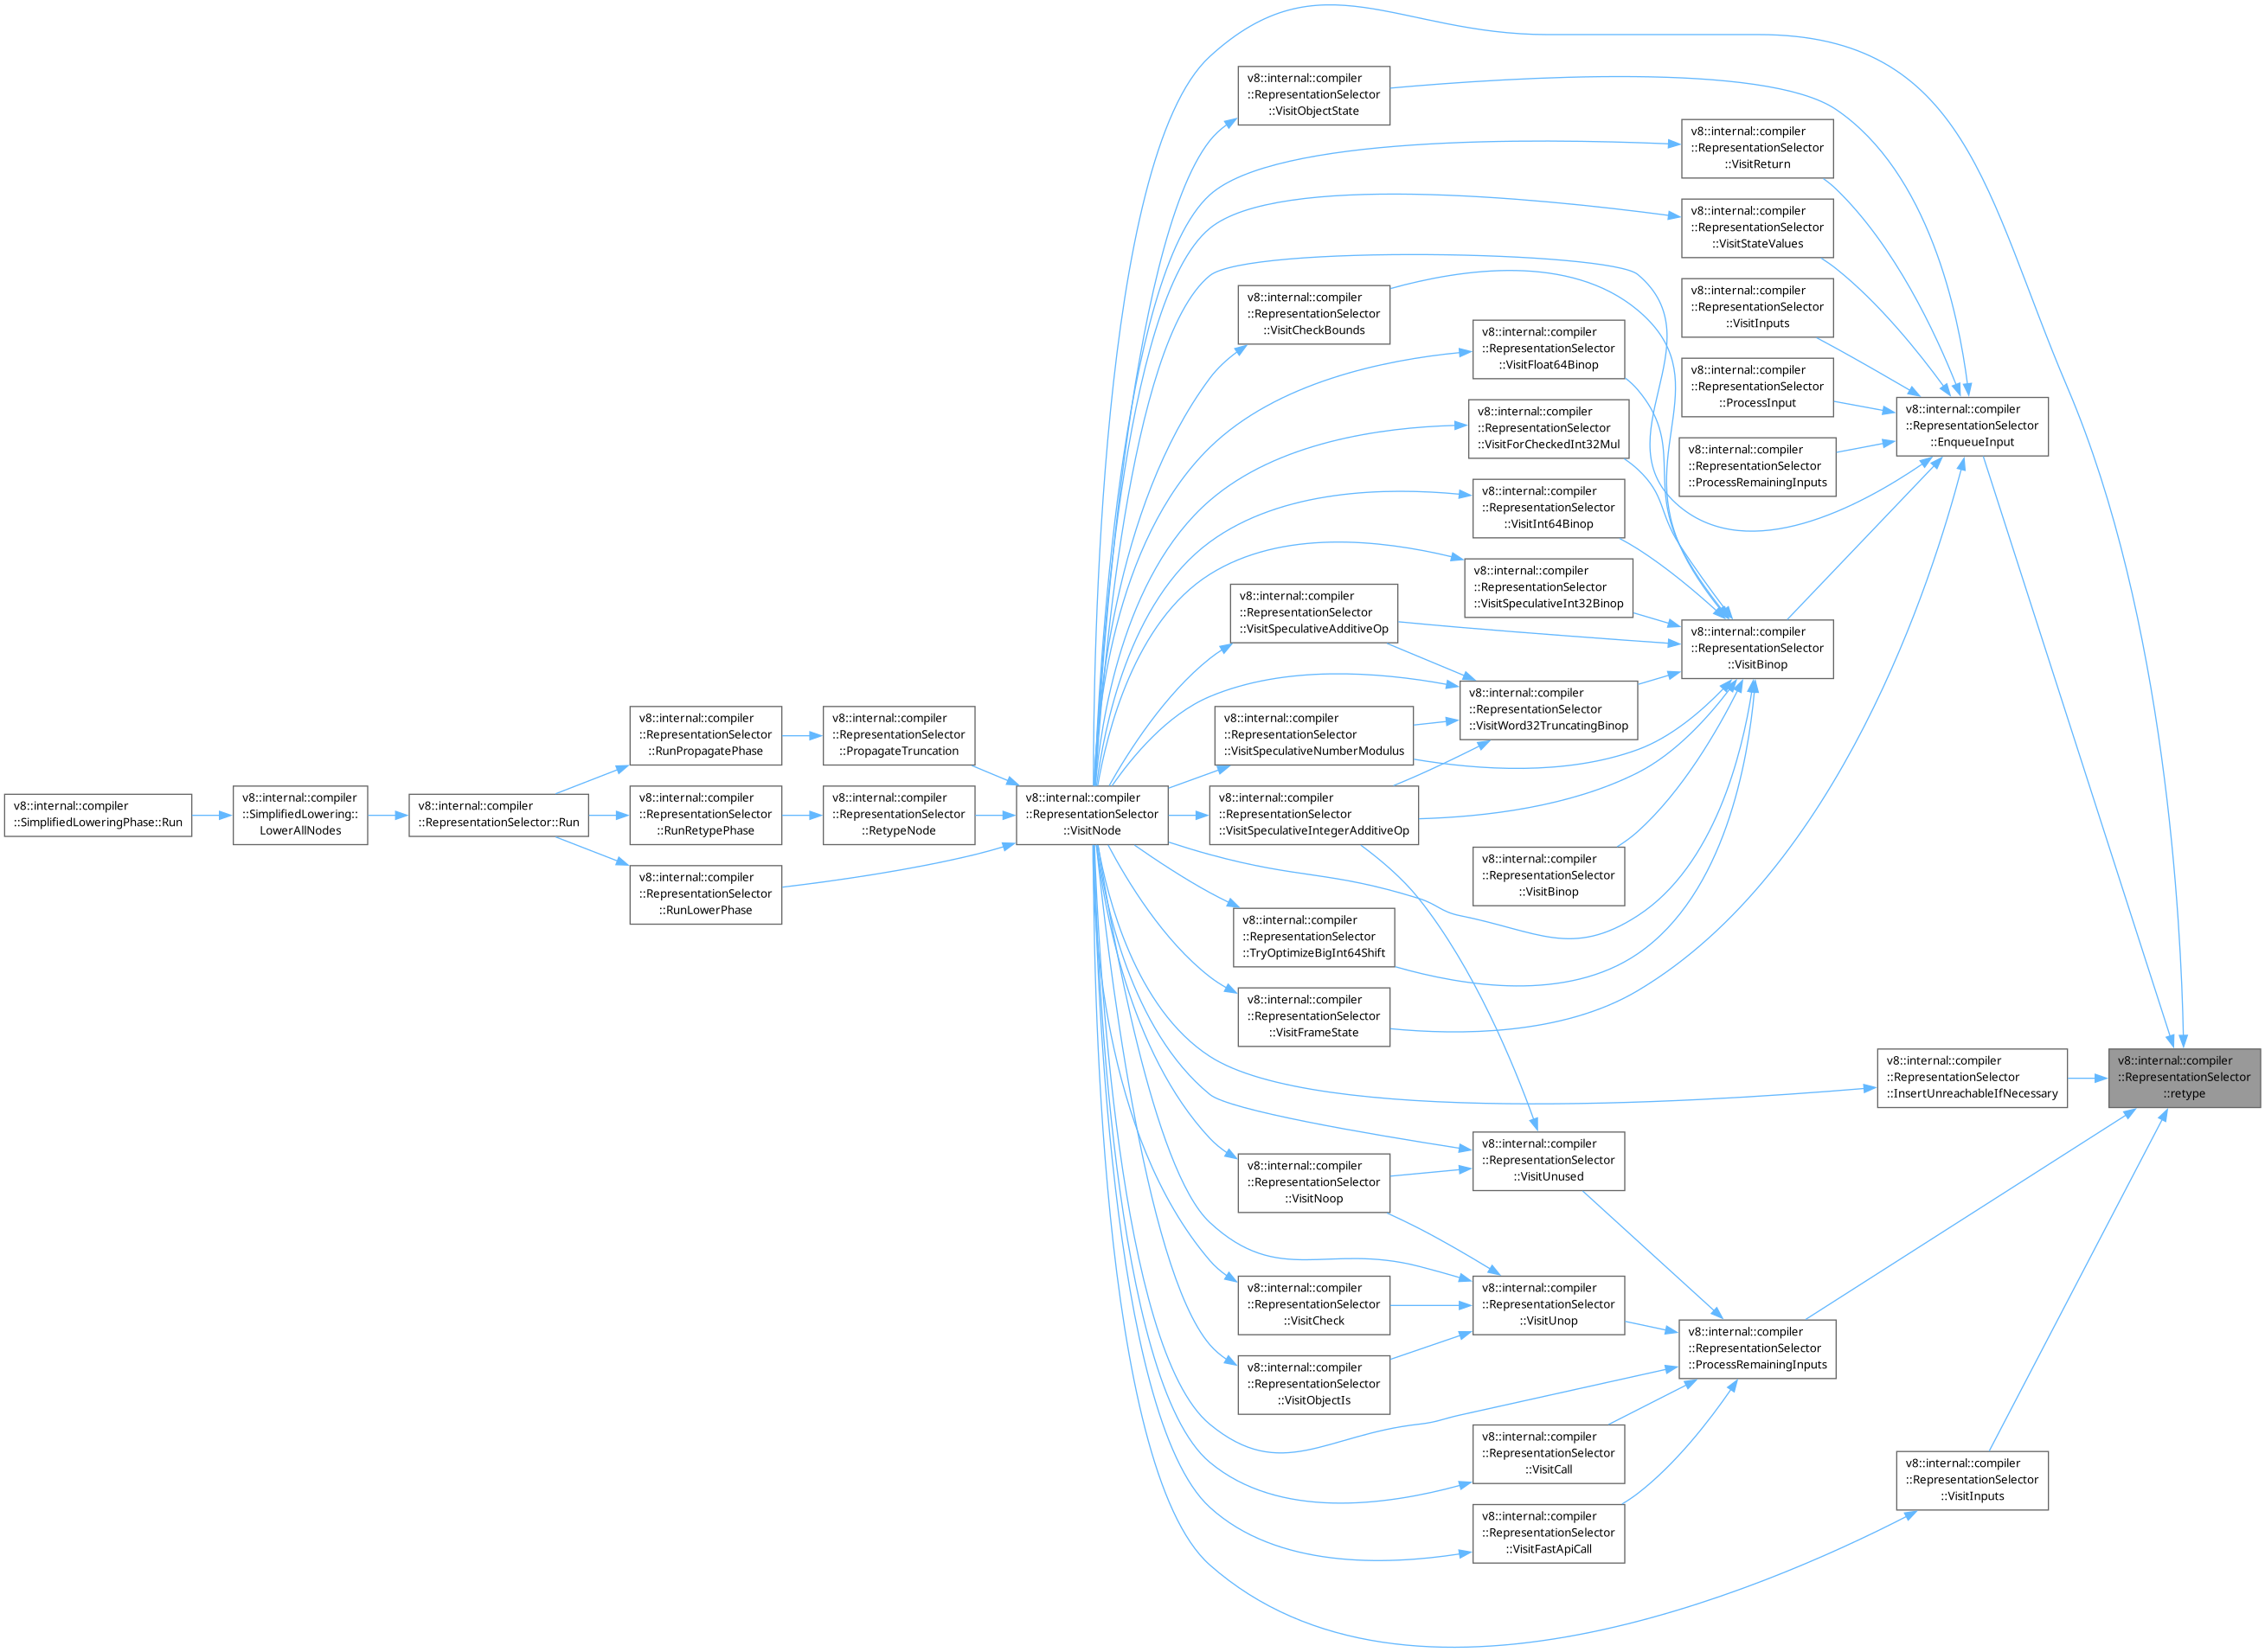 v8::internal::compiler
::SimplifiedLoweringPhase::Run
v8::internal::compiler
::SimplifiedLowering::
LowerAllNodes
v8::internal::compiler
::RepresentationSelector::Run
v8::internal::compiler
::RepresentationSelector
::RunPropagatePhase
v8::internal::compiler
::RepresentationSelector
::RunRetypePhase
v8::internal::compiler
::RepresentationSelector
::RunLowerPhase
v8::internal::compiler
::RepresentationSelector
::PropagateTruncation
v8::internal::compiler
::RepresentationSelector
::RetypeNode
v8::internal::compiler
::RepresentationSelector
::VisitNode
v8::internal::compiler
::RepresentationSelector
::VisitObjectState
v8::internal::compiler
::RepresentationSelector
::VisitCheckBounds
v8::internal::compiler
::RepresentationSelector
::VisitSpeculativeAdditiveOp
v8::internal::compiler
::RepresentationSelector
::VisitSpeculativeNumberModulus
v8::internal::compiler
::RepresentationSelector
::VisitSpeculativeIntegerAdditiveOp
v8::internal::compiler
::RepresentationSelector
::TryOptimizeBigInt64Shift
v8::internal::compiler
::RepresentationSelector
::VisitFrameState
v8::internal::compiler
::RepresentationSelector
::VisitNoop
v8::internal::compiler
::RepresentationSelector
::VisitCheck
v8::internal::compiler
::RepresentationSelector
::VisitObjectIs
v8::internal::compiler
::RepresentationSelector
::VisitFloat64Binop
v8::internal::compiler
::RepresentationSelector
::VisitForCheckedInt32Mul
v8::internal::compiler
::RepresentationSelector
::VisitInt64Binop
v8::internal::compiler
::RepresentationSelector
::VisitSpeculativeInt32Binop
v8::internal::compiler
::RepresentationSelector
::VisitWord32TruncatingBinop
v8::internal::compiler
::RepresentationSelector
::VisitBinop
v8::internal::compiler
::RepresentationSelector
::VisitUnused
v8::internal::compiler
::RepresentationSelector
::VisitUnop
v8::internal::compiler
::RepresentationSelector
::VisitCall
v8::internal::compiler
::RepresentationSelector
::VisitFastApiCall
v8::internal::compiler
::RepresentationSelector
::VisitReturn
v8::internal::compiler
::RepresentationSelector
::VisitStateValues
v8::internal::compiler
::RepresentationSelector
::VisitInputs
v8::internal::compiler
::RepresentationSelector
::ProcessInput
v8::internal::compiler
::RepresentationSelector
::ProcessRemainingInputs
v8::internal::compiler
::RepresentationSelector
::VisitBinop
v8::internal::compiler
::RepresentationSelector
::ProcessRemainingInputs
v8::internal::compiler
::RepresentationSelector
::EnqueueInput
v8::internal::compiler
::RepresentationSelector
::InsertUnreachableIfNecessary
v8::internal::compiler
::RepresentationSelector
::VisitInputs
v8::internal::compiler
::RepresentationSelector
::retype